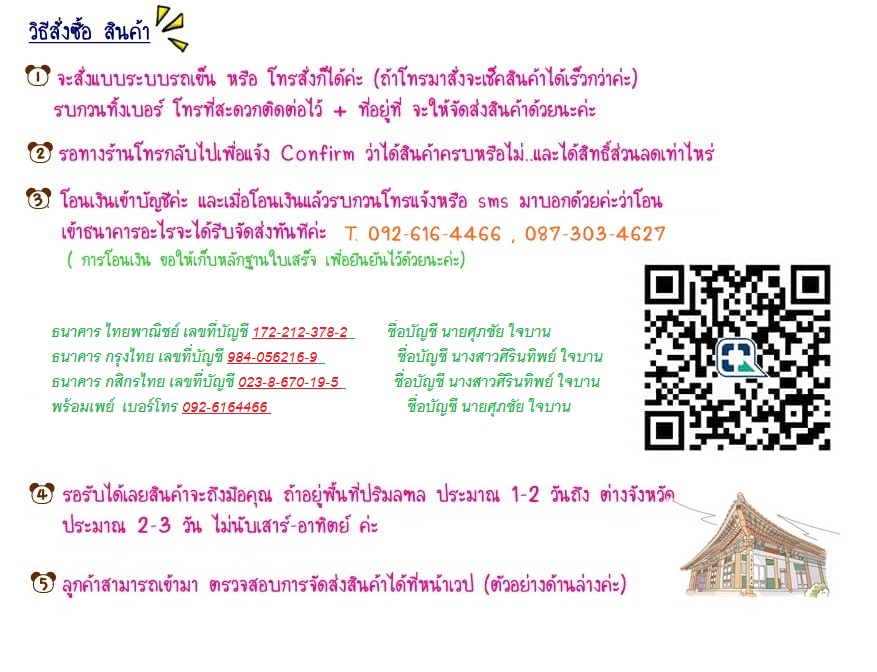 วิธีสั่งซื้อ สินค้า
1 จะสั่งแบบระบบรถเข็น หรือ โทรสั่งก็ได้ค่ะ (ถ้าโทรมาสั่งจะเช็คสินค้าได้เร็วกว่าค่ะ)
รบกวนทิ้งเบอร์ โทรที่สะดวกติดต่อไว้ + ที่อยู่ที่ จะให้จัดส่งสินค้าด้วยนะค่ะ
2 รอทางร้านโทรกลับไปเพื่อแจ้ง Confirm ว่าได้สินค้าครบหรือไม่..และได้สิทธิ์ส่วนลดเท่าไหร่
3 โอนเงินเข้าบัญชีค่ะ และเมื่อโอนเงินแล้วรบกวนโทรแจ้งหรือ sms มาบอกด้วยค่ะว่าโอน
เข้าธนาคารอะไรจะได้รีบจัดส่งทันทีค่ะ T. 092-616-4466 , 087-303-4627
( การโอนเงิน ขอให้เก็บหลักฐานใบเสร็จ เพื่อยืนยันไว้ด้วยนะค่ะ)
ธนาคาร ไทยพาณิชย์ เลขที่บัญชี 172-212-378-2 ชื่อบัญชี นายศุภชัย ใจบาน
ธนาคาร กรุงไทย เลขที่บัญชี 984-056216-9 ชื่อบัญชี นางสาวศิรินทิพย์ ใจบาน
ธนาคาร กสิกรไทย เลขที่บัญชี 023-8-670-19-5 ชื่อบัญชี นางสาวศิรินทิพย์ ใจบาน
พร้อมเพย์ เบอร์โทร 092-6164466 ชื่อบัญชี นายศุภชัย ใจบาน
4 รอรับได้เลยสินค้าจะถึงมือคุณ ถ้าอยู่พื้นที่ปริมลฑล ประมาณ 1-2 วันถึง ต่างจังหวัด
ประมาณ 2-3 วัน ไม่นับเสาร์-อาทิตย์ ค่ะ
5 ลูกค้าสามารถเข้ามา ตรวจสอบการจัดส่งสินค้าได้ที่หน้าเวป (ตัวอย่างด้านล่างค่ะ)